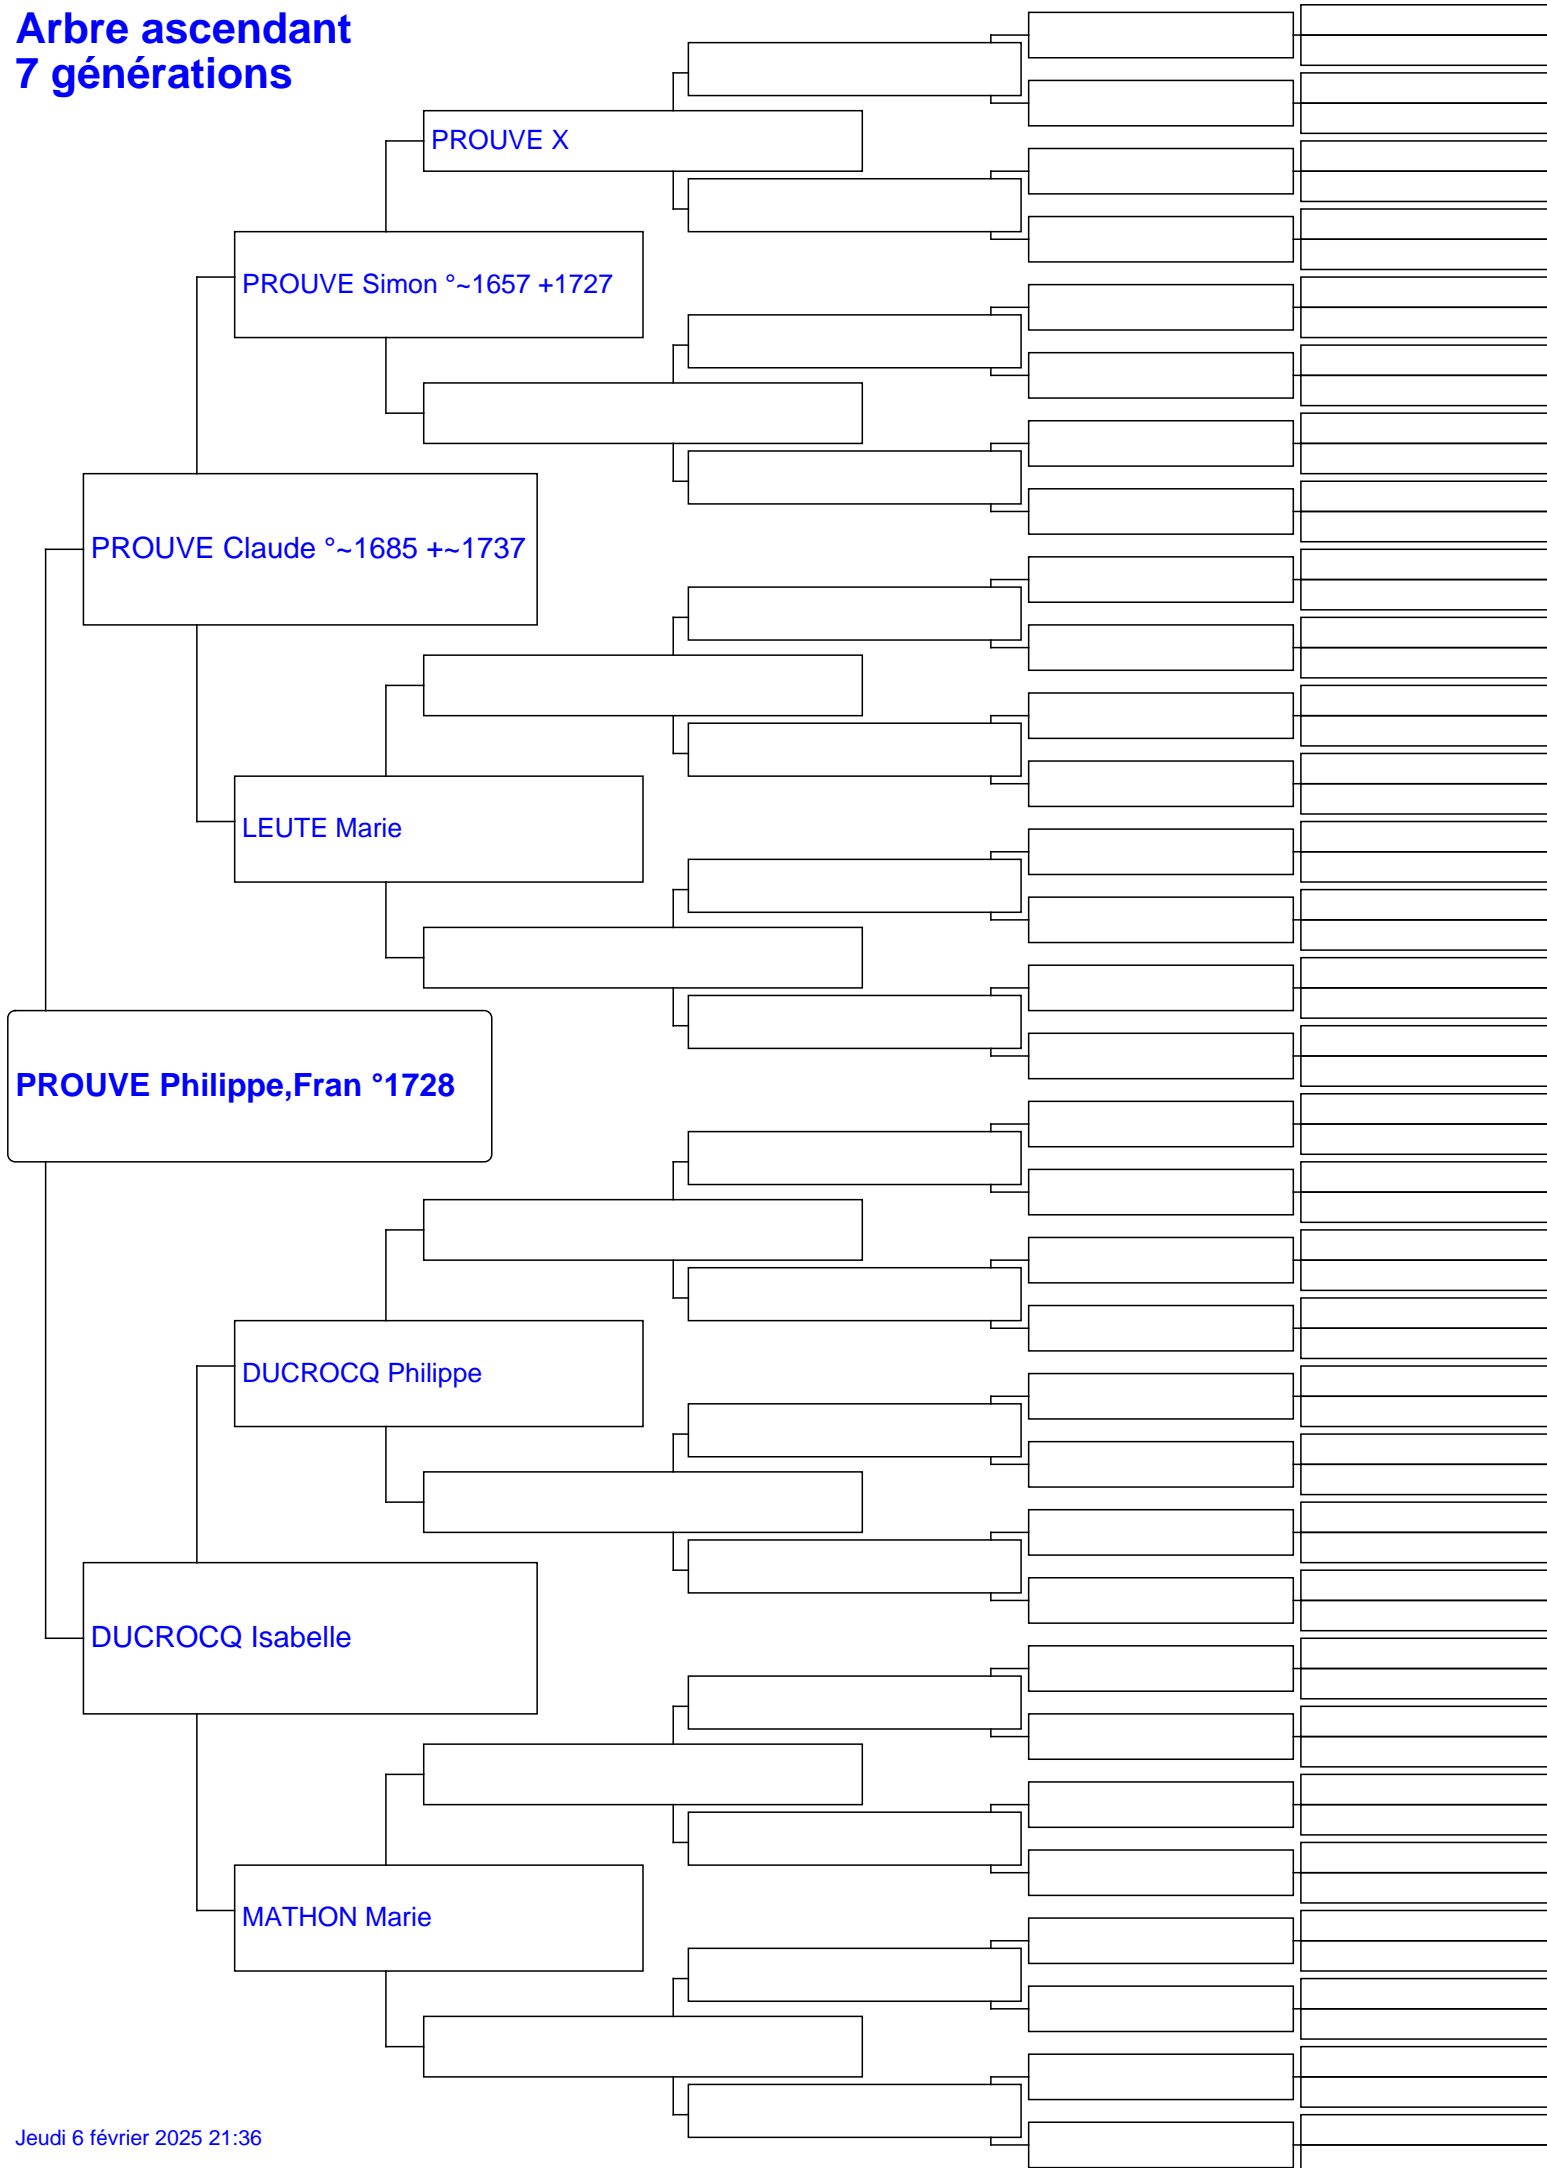 Arbre ascendant
7 générations
PROUVE X
PROUVE Simon °~1657 +1727
PROUVE Claude °~1685 +~1737
LEUTE Marie
PROUVE Philippe,Fran °1728
DUCROCQ Philippe
DUCROCQ Isabelle
MATHON Marie
Jeudi 6 février 2025 21:36